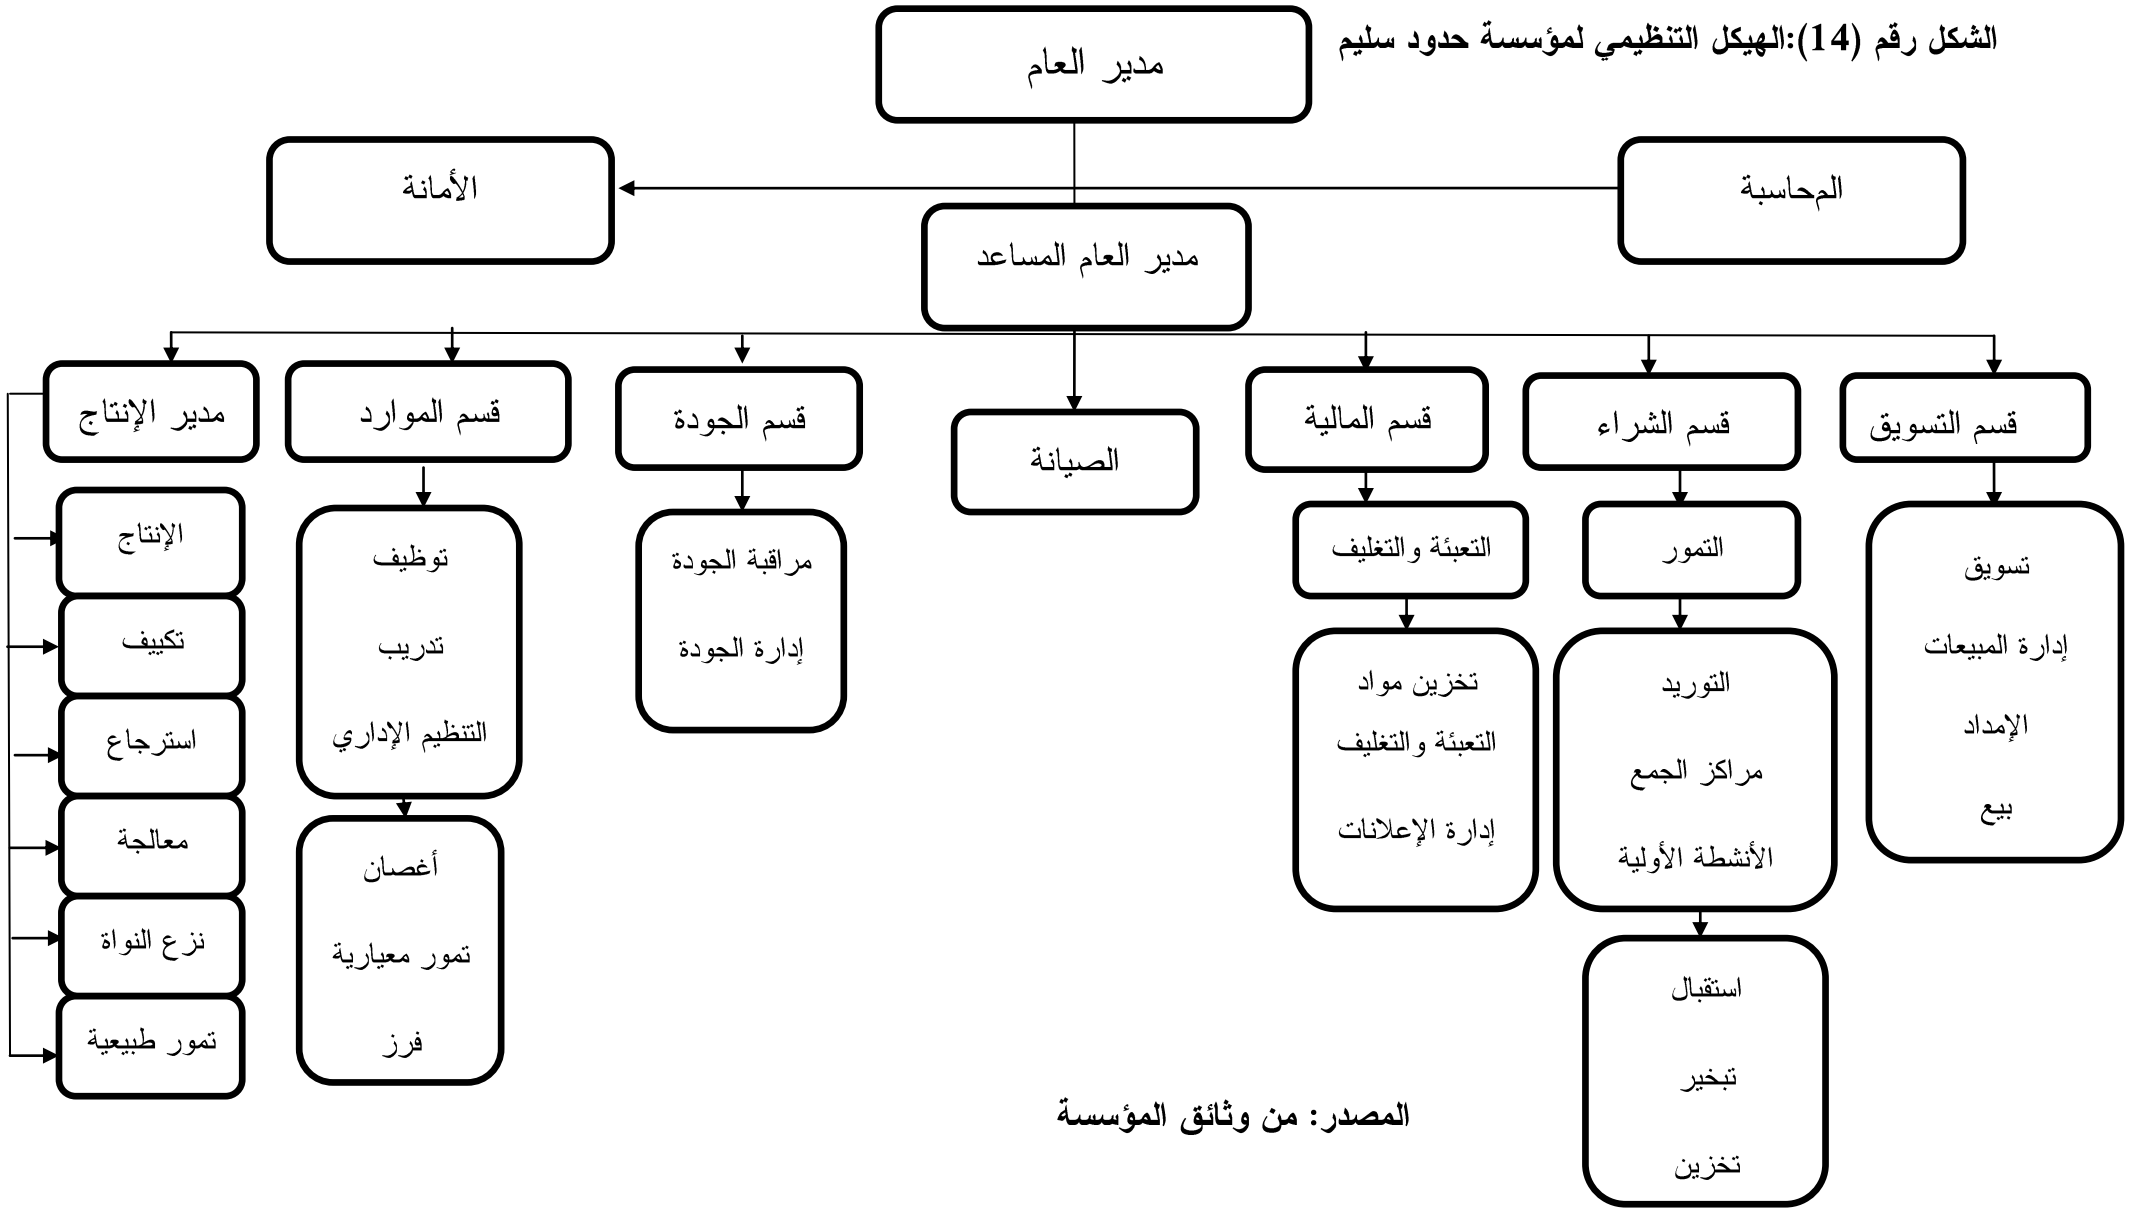 الشكل رقم (14):الهيكل التنظيمي لمؤسسة حدود سليم
مدير العام
المحاسبة
الأمانة
مدير العام المساعد
قسم التسويق
قسم الشراء
قسم المالية
الصيانة
قسم الجودة
قسم الموارد
مدير الإنتاج
تسويق
إدارة المبيعات
الإمداد
بيع
التمور
التوريد
مراكز الجمع
الأنشطة الأولية
استقبال
تبخير
تخزين
التعبئة والتغليف
تخزين مواد
التعبئة والتغليف
إدارة الإعلانات
مراقبة الجودة
إدارة الجودة
توظيف
تدريب
التنظيم الإداري
أغصان
تمور معيارية
فرز
الإنتاج
تكييف
استرجاع
معالجة
نزع النواة
تمور طبيعية
المصدر: من وثائق المؤسسة